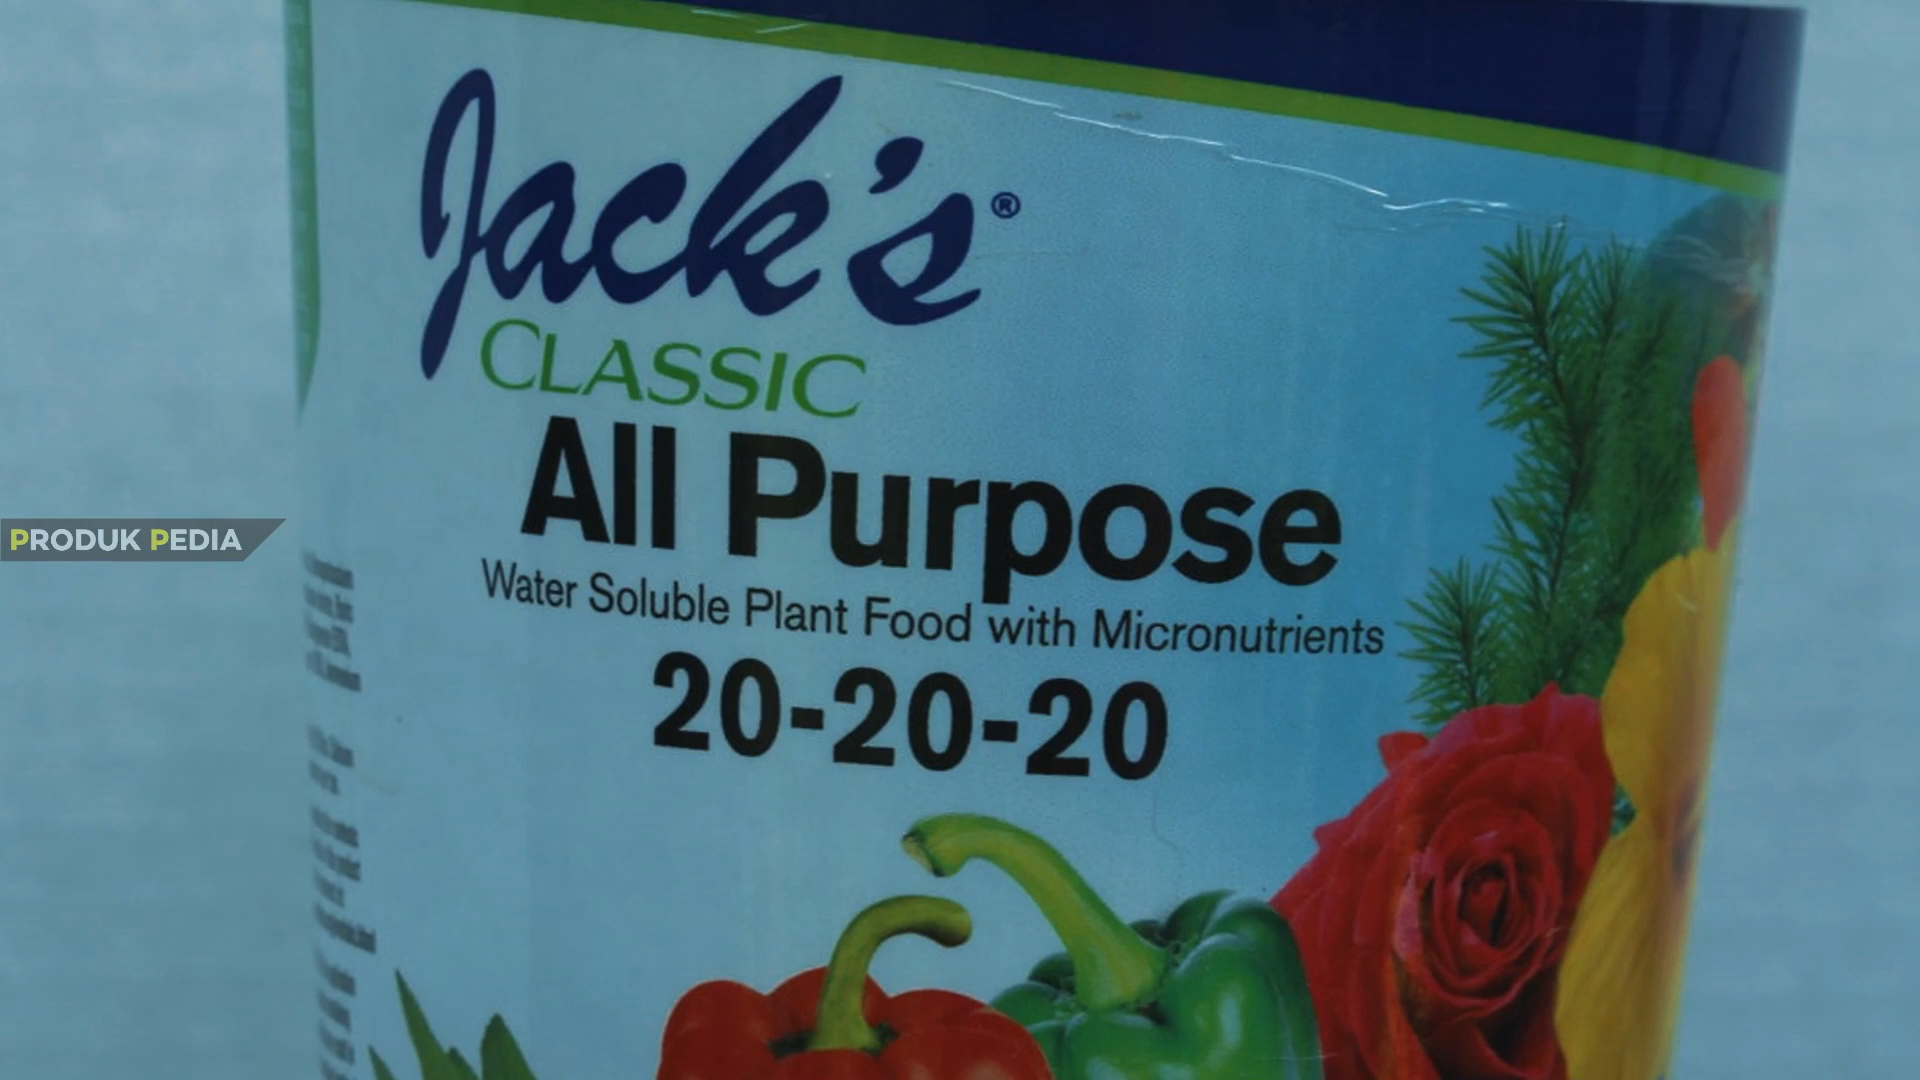 Jack's®
CLASSIC
All Purpose
Water Soluble Plant Food with Micronutrients
20-20-20
PRODUK PEDIA